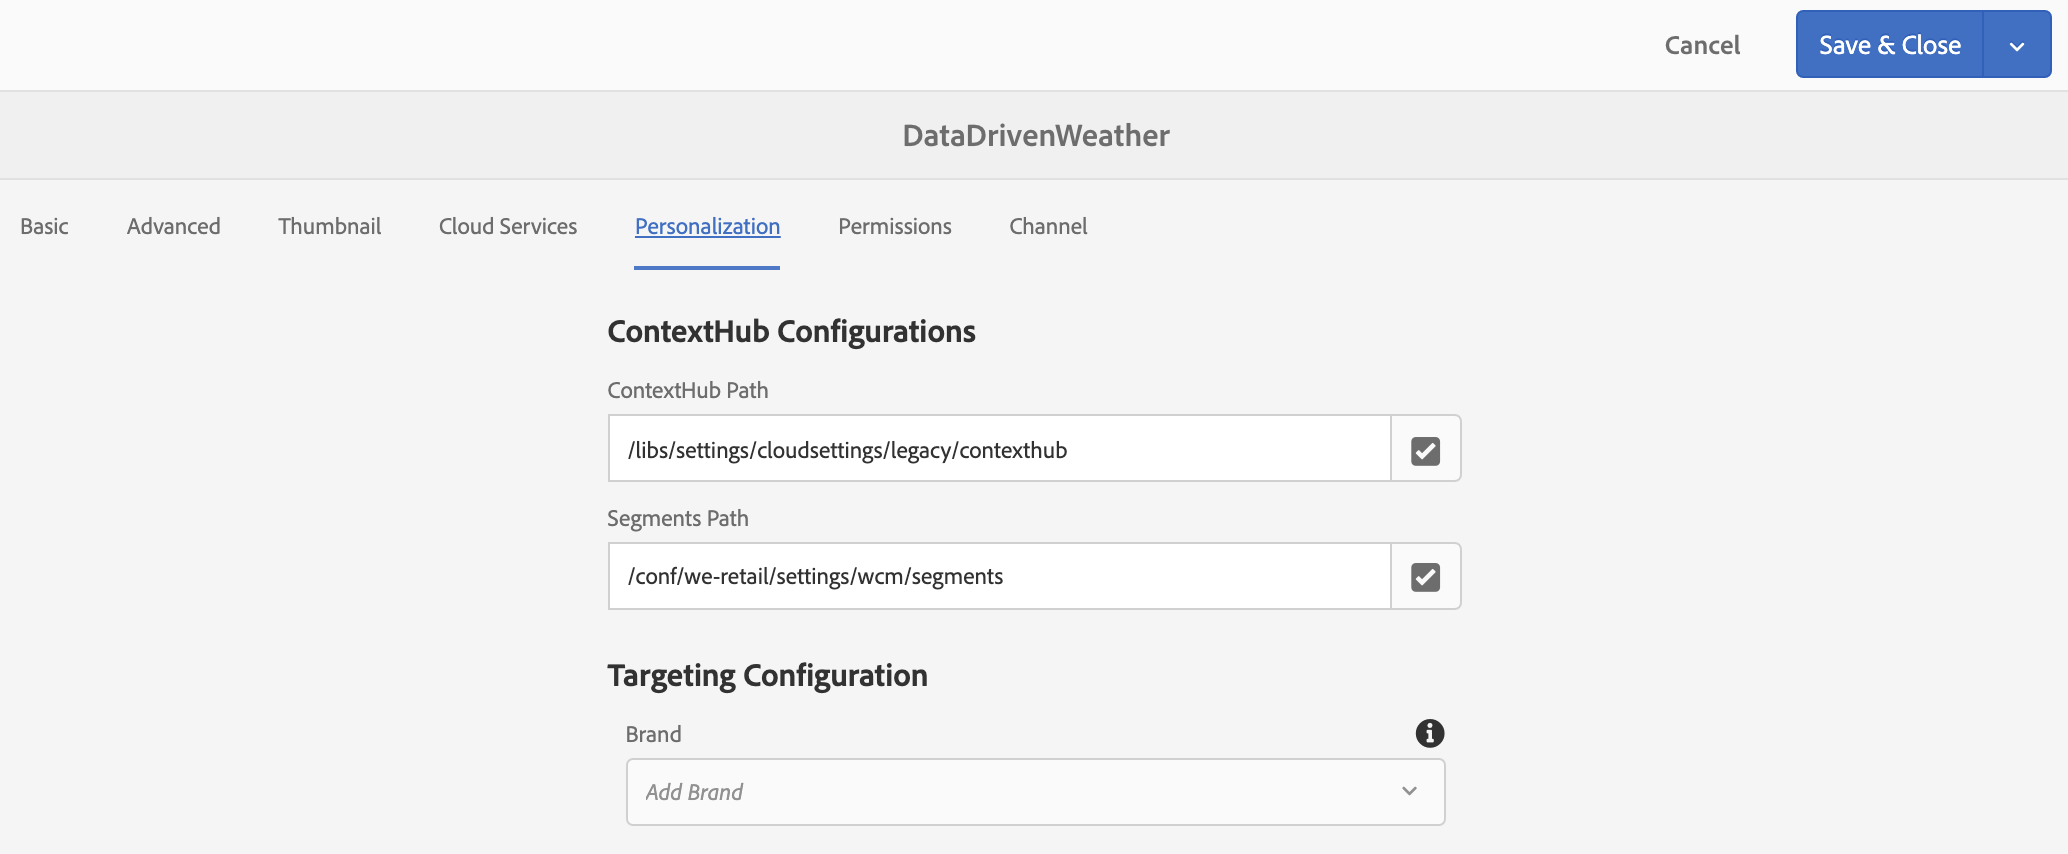 Cancel
Save & Close
DataDrivenWeather
Basic Advanced Thumbnail Cloud Services Personalization Permissions Channel
ContextHub Configurations
ContextHub Path
/libs/settings/cloudsettings/legacy/contexthub
Segments Path
/conf/we-retail/settings/wcm/segments
Targeting Configuration
Brand
Add Brand